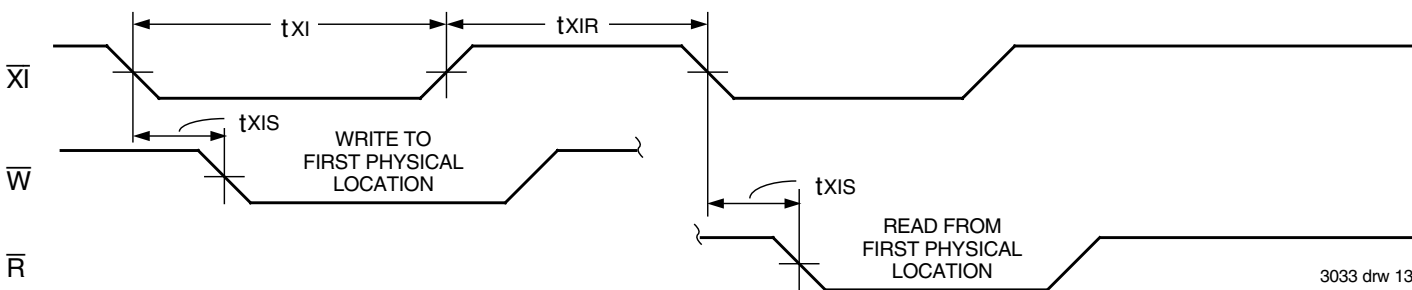 tXI
tXIR
XI
tXIS
WRITE TO
FIRST PHYSICAL
LOCATION
W
tXIS
READ FROM
FIRST PHYSICAL
LOCATION
R
3033 drw 13